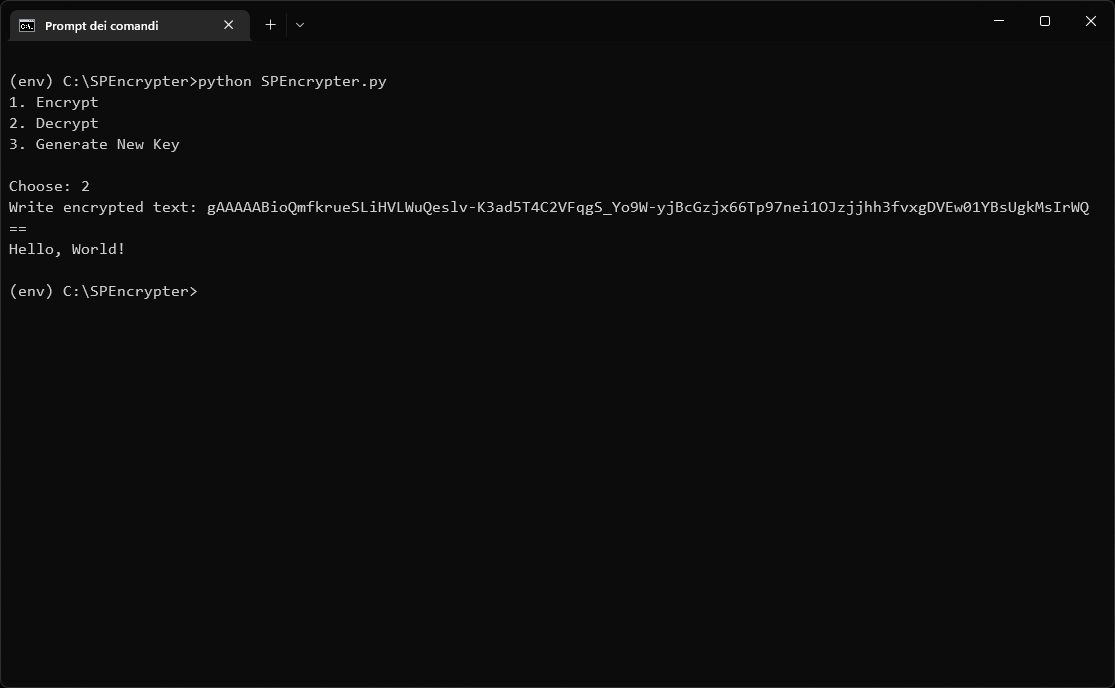 Prompt dei comandi
(env) C:\SPEncrypter>python SPEncrypter.py
1. Encrypt
2. Decrypt
3. Generate New Key
Choose: 2
Write encrypted text: gAAAAABioQmfkrueSLiHVLWuQeslv-K3ad5T4C2VFqgS_Yo9W-yjBcGzjx66Tp97nei1OJzjjhh3fvxgDVEw01YBsUgkMsIrWQ
==
Hello, World!
(env) C:\SPEncrypter>